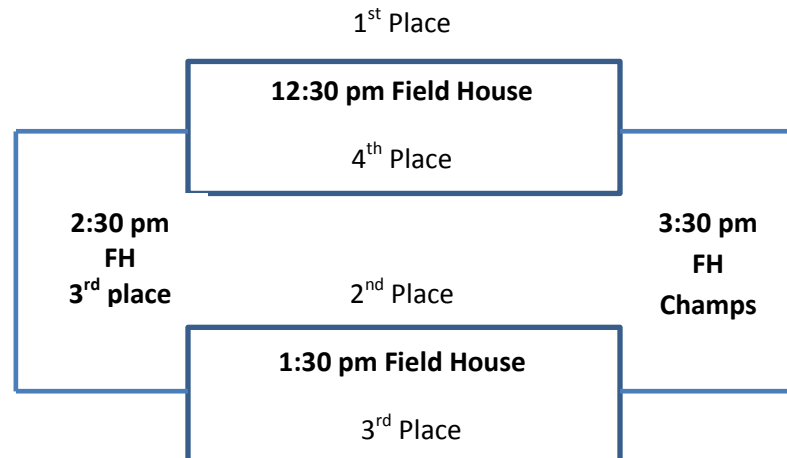 1st Place
12:30 pm Field House
4th Place
2:30 pm
FH
3rd place
3:30 pm
FH
Champs
2nd Place
1:30 pm Field House
3rd Place